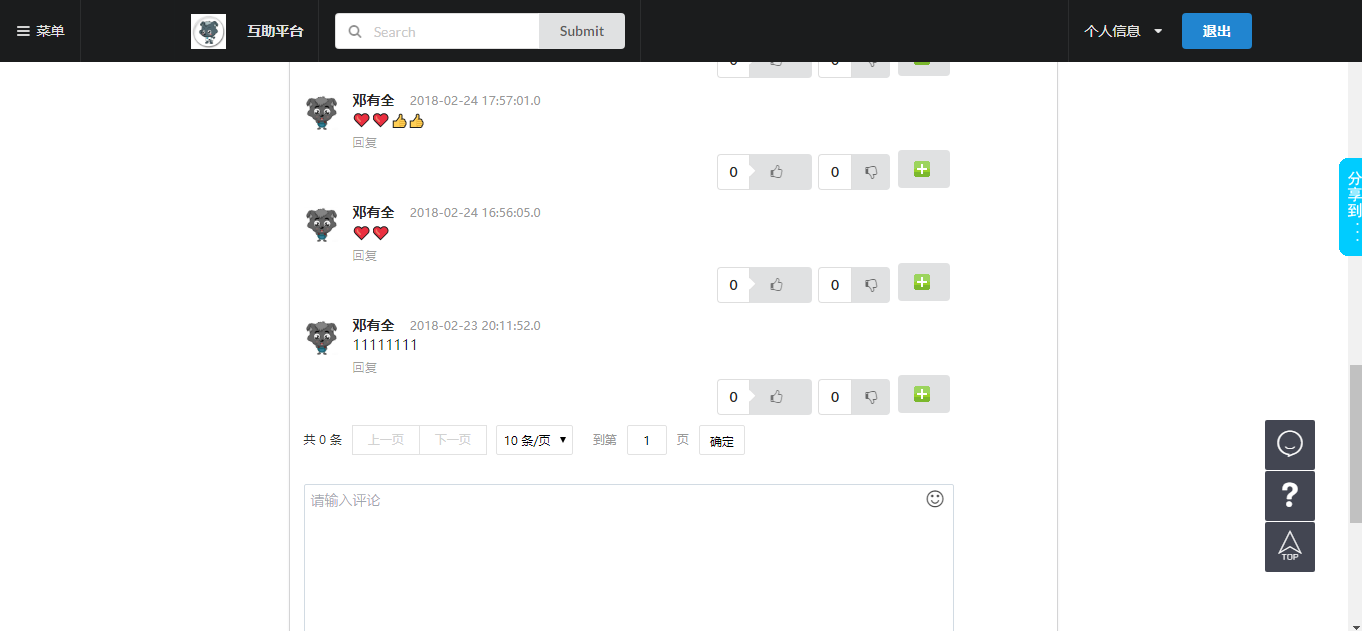 菜单 互助平台 Search Submit 个人信息 退出
0 0
邓有全 2018-02-24 17:57:01.0
❤❤👍👍
回复
0 0
邓有全 2018-02-24 16:56:05.0
❤❤
回复
0 0
邓有全 2018-02-23 20:11:52.0
11111111
回复
0 0
共 0 条 上一页 下一页 10 条/页 到第 1 页 确定
请输入评论
分享到
?
TOP